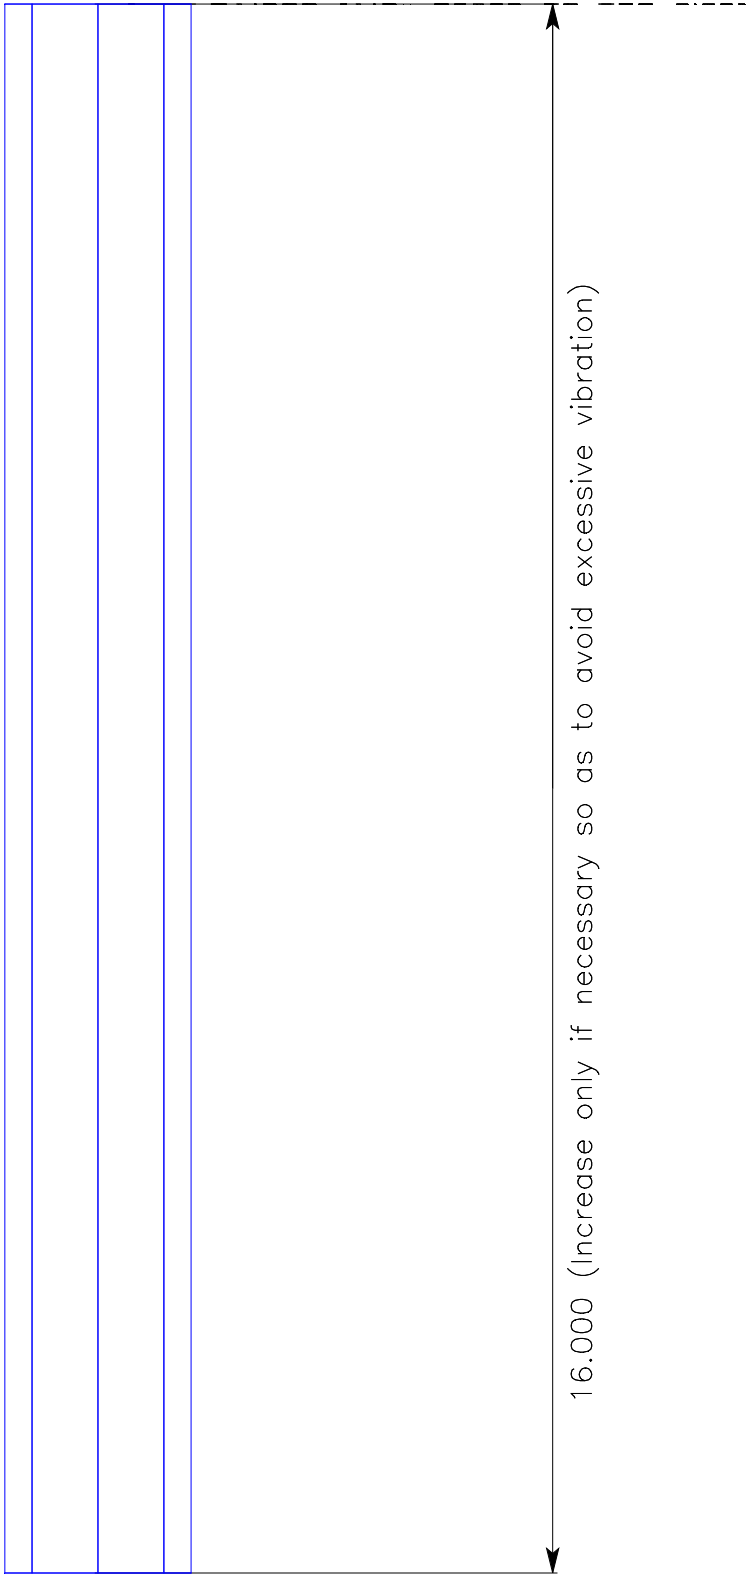 16.000 (Increase only if necessary so as to avoid excessive vibration)